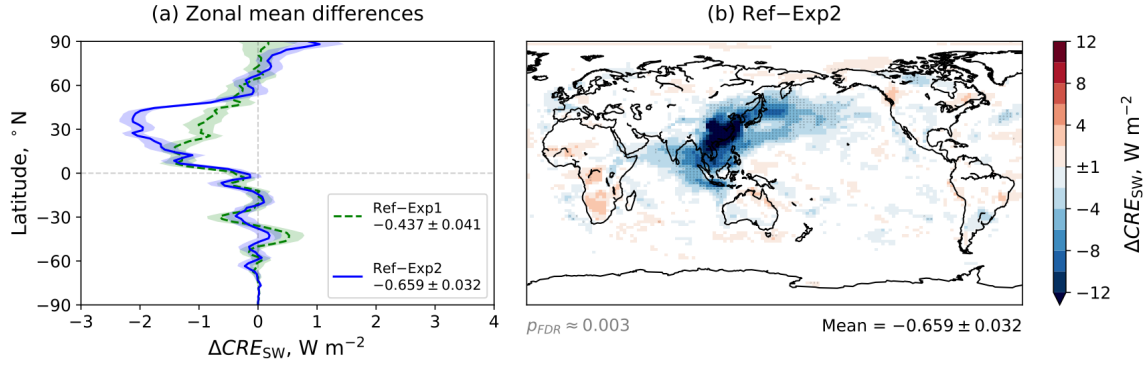 (a) Zonal mean differences
90
60
30
0
−30
−60
−90
Latitude, °N
−3
−2
−1
0
1
2
3
4
ΔCRE_SW, W m⁻²
Ref−Exp1
−0.437 ± 0.041
Ref−Exp2
−0.659 ± 0.032
(b) Ref−Exp2
p_FDR ≈ 0.003
Mean = −0.659 ± 0.032
12
8
4
±1
−4
−8
−12
ΔCRE_SW, W m⁻²